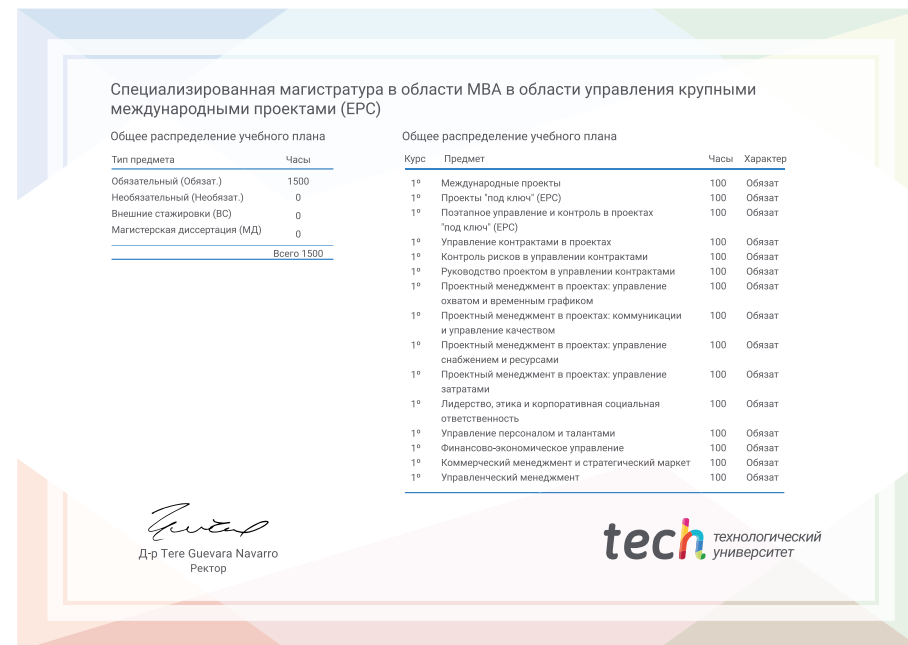 Специализированная магистратура в области MBA в области управления крупными
международными проектами (EPC)
Общее распределение учебного плана
Тип предмета Часы
Обязательный (Обязат.) 1500
Необязательный (Необязат.) 0
Внешние стажировки (ВС) 0
Магистерская диссертация (МД) 0
Всего 1500
Общее распределение учебного плана
Курс Предмет Часы Характер
1º Международные проекты 100 Обязат
1º Проекты "под ключ" (EPC) 100 Обязат
1º Поэтапное управление и контроль в проектах 100 Обязат
"под ключ" (EPC)
1º Управление контрактами в проектах 100 Обязат
1º Контроль рисков в управлении контрактами 100 Обязат
1º Руководство проектом в управлении контрактами 100 Обязат
1º Проектный менеджмент в проектах: управление 100 Обязат
охватом и временным графиком
1º Проектный менеджмент в проектах: коммуникации 100 Обязат
и управление качеством
1º Проектный менеджмент в проектах: управление 100 Обязат
снабжением и ресурсами
1º Проектный менеджмент в проектах: управление 100 Обязат
затратами
1º Лидерство, этика и корпоративная социальная 100 Обязат
ответственность
1º Управление персоналом и талантами 100 Обязат
1º Финансово-экономическое управление 100 Обязат
1º Коммерческий менеджмент и стратегический маркет 100 Обязат
1º Управленческий менеджмент 100 Обязат
Д-р Tere Guevara Navarro
Ректор
tech технологический
университет